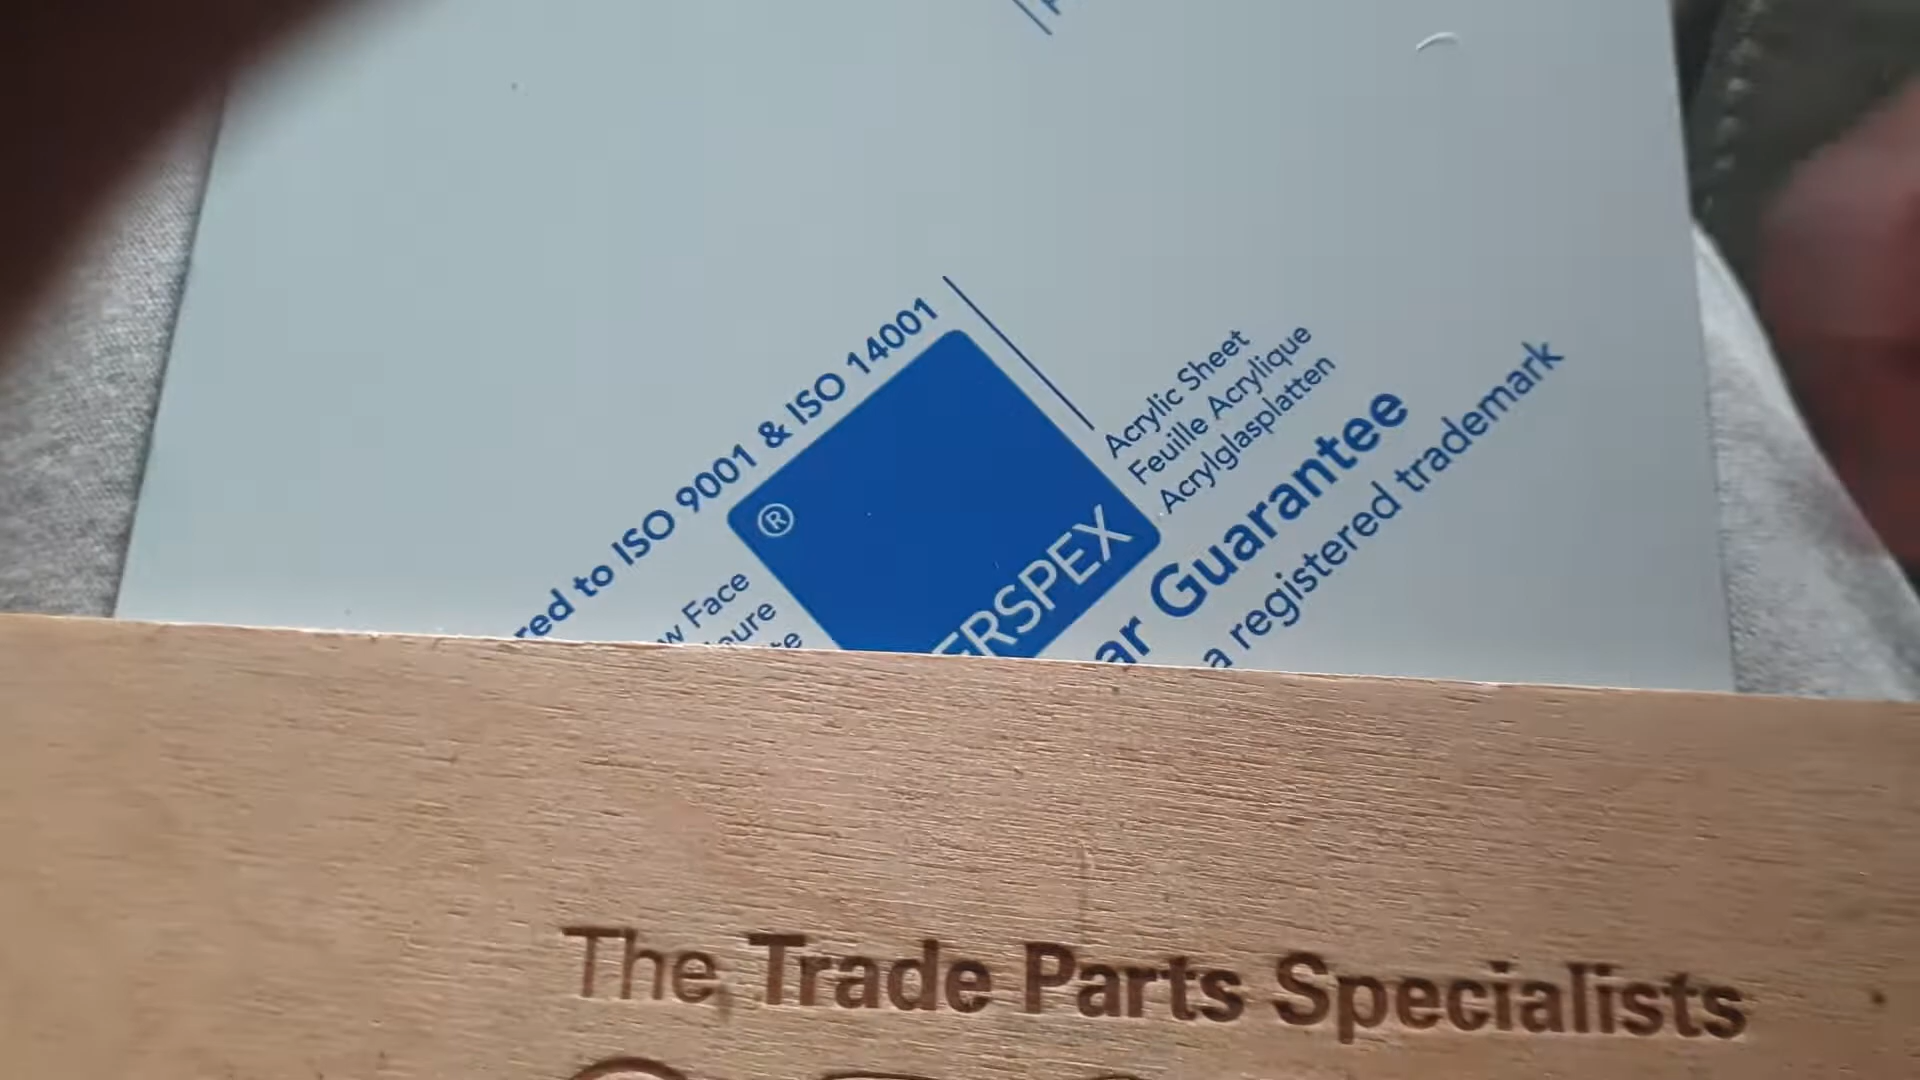 red to ISO 9001 & ISO 14001
w Face
®
ERSPEX
Acrylic Sheet
Feuille Acrylique
Acrylglasplatten
ar Guarantee
a registered trademark
The Trade Parts Specialists